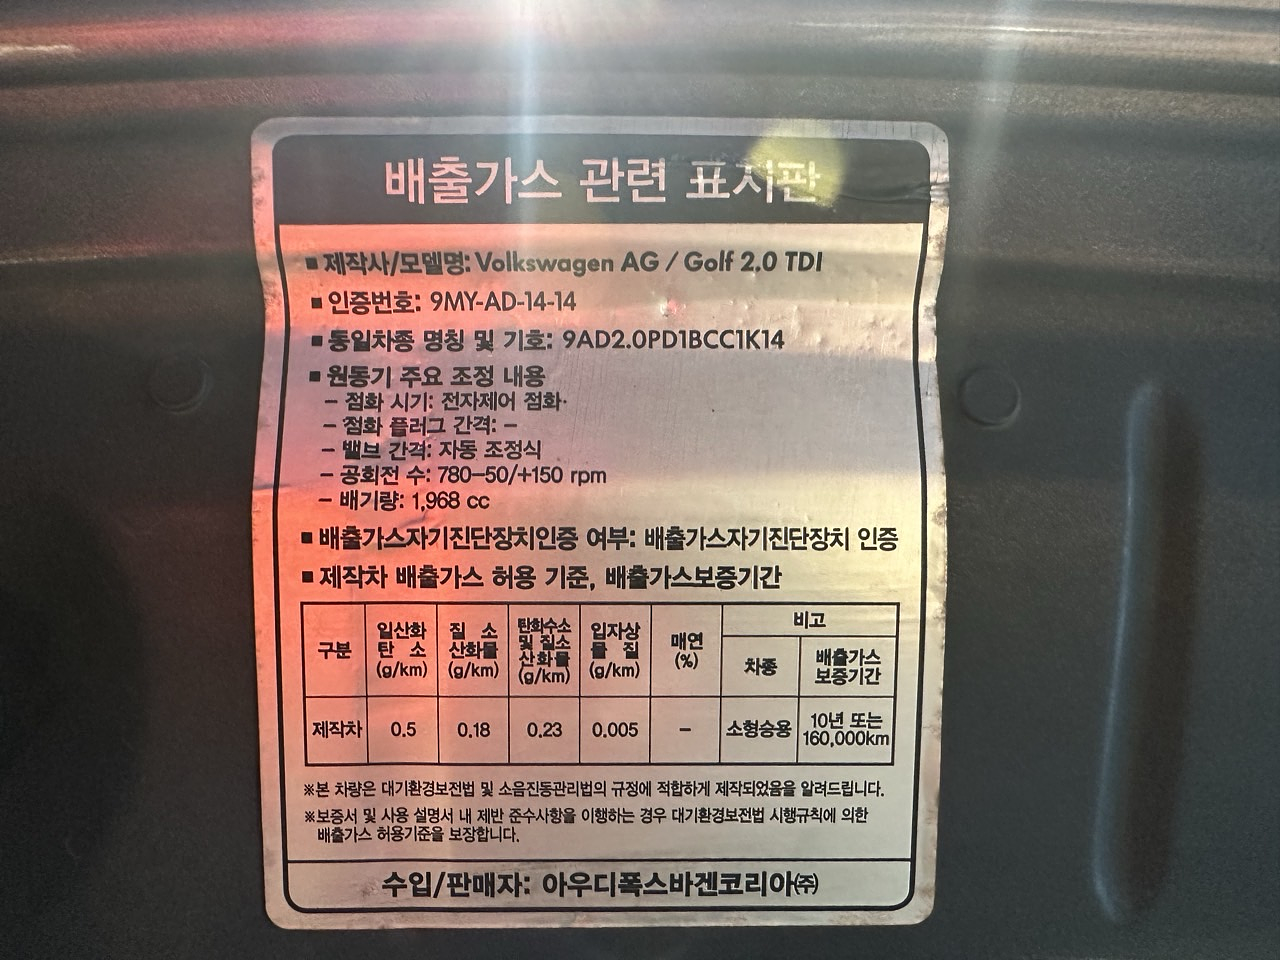 배출가스 관련 표시판
■ 제작사/모델명: Volkswagen AG / Golf 2.0 TDI
■ 인증번호: 9MY-AD-14-14
■ 동일차종 명칭 및 기호: 9AD2.0PD1BCC1K14
■ 원동기 주요 조정 내용
– 점화 시기: 전자제어 점화
– 점화 플러그 간격: –
– 밸브 간격: 자동 조정식
– 공회전 수: 780–50/+150 rpm
– 배기량: 1,968 cc
■ 배출가스자기진단장치인증 여부: 배출가스자기진단장치 인증
■ 제작차 배출가스 허용 기준, 배출가스보증기간
구분 일산화 탄 소 (g/km) 질 소 산화물 (g/km) 탄화수소 및 질소 산화물 (g/km) 입자상 물 질 (g/km) 매연 (%) 비고
차종 배출가스 보증기간
제작차 0.5 0.18 0.23 0.005 – 소형승용 10년 또는 160,000km
※본 차량은 대기환경보전법 및 소음진동관리법의 규정에 적합하게 제작되었음을 알려드립니다.
※보증서 및 사용 설명서 내 제반 준수사항을 이행하는 경우 대기환경보전법 시행규칙에 의한
배출가스 허용기준을 보장합니다.
수입/판매자: 아우디폭스바겐코리아㈜